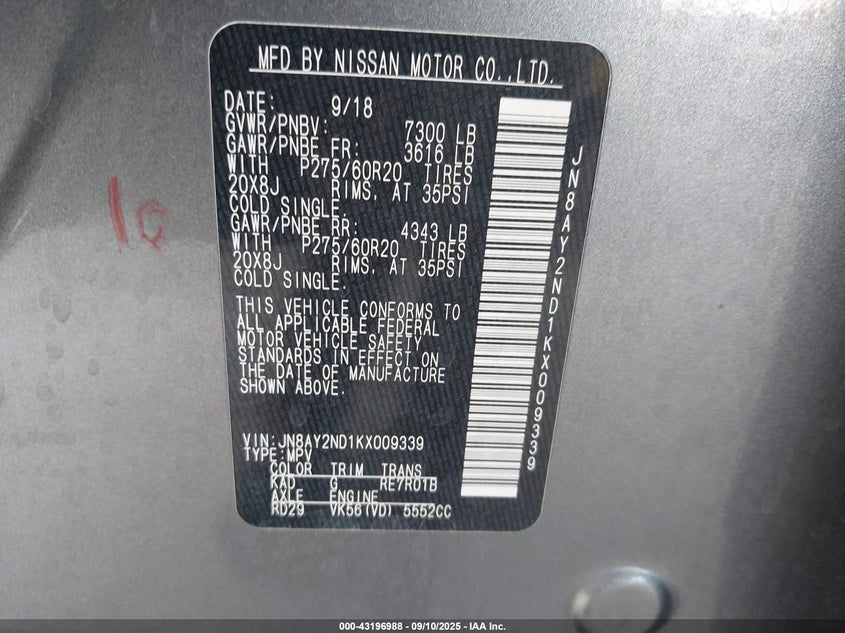 MFD BY NISSAN MOTOR CO.,LTD.
DATE: 9/18
GVWR/PNBV: 7300 LB
GAWR/PNBE FR: 3616 LB
WITH P275/60R20 TIRES
20X8J RIMS. AT 35PSI
COLD SINGLE.
GAWR/PNBE RR: 4343 LB
WITH P275/60R20 TIRES
20X8J RIMS. AT 35PSI
COLD SINGLE.
THIS VEHICLE CONFORMS TO
ALL APPLICABLE FEDERAL
MOTOR VEHICLE SAFETY
STANDARDS IN EFFECT ON
THE DATE OF MANUFACTURE
SHOWN ABOVE.
VIN:JN8AY2ND1KX009339
TYPE:MPV
COLOR TRIM TRANS
KAD G RE7R01B
AXLE ENGINE
RD29 VK56(VD) 5552CC
JN8AY2ND1KX009339
000-43196988 - 09/10/2025 - IAA Inc.